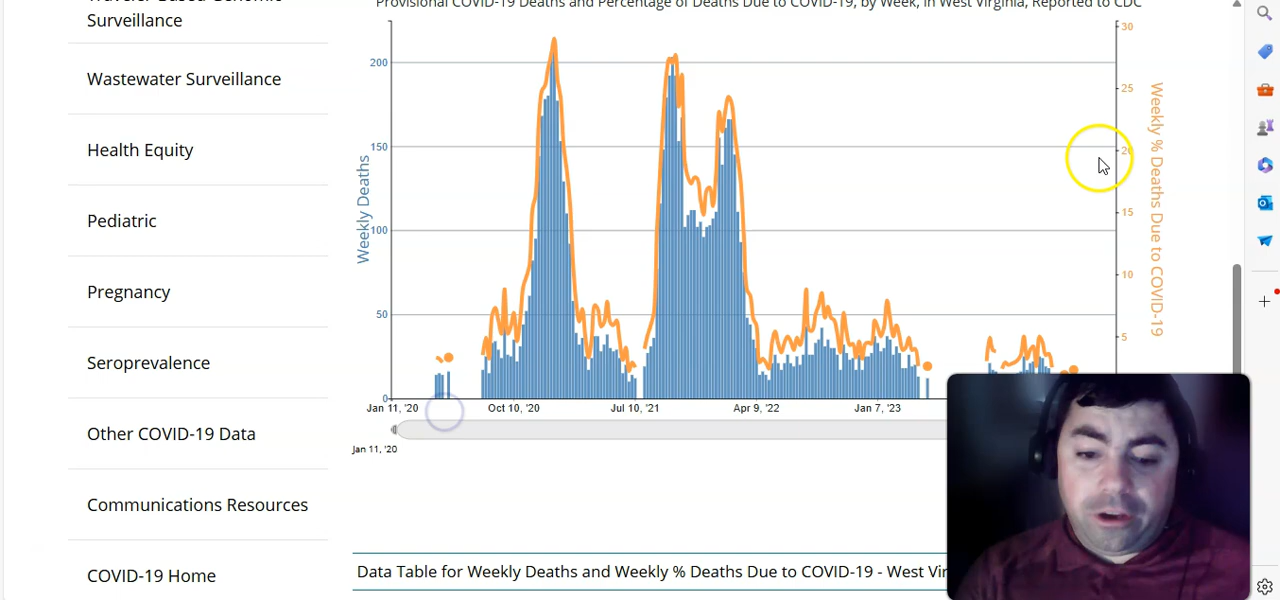 Surveillance
Wastewater Surveillance
Health Equity
Pediatric
Pregnancy
Seroprevalence
Other COVID-19 Data
Communications Resources
COVID-19 Home
Provisional COVID-19 Deaths and Percentage of Deaths Due to COVID-19, by Week, in West Virginia, Reported to CDC
Weekly Deaths
200
150
100
50
0
30
25
20
15
10
5
Weekly % Deaths Due to COVID-19
Jan 11, '20
Oct 10, '20
Jul 10, '21
Apr 9, '22
Jan 7, '23
Jan 11, '20
Data Table for Weekly Deaths and Weekly % Deaths Due to COVID-19 - West Vir